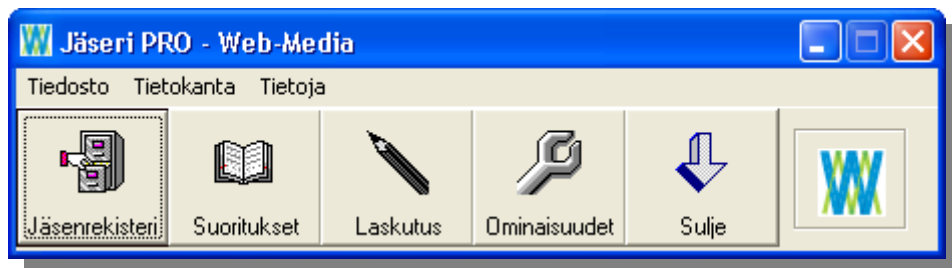 Jäseri PRO - Web-Media
Tiedosto Tietokanta Tietoja
Jäsenrekisteri Suoritukset Laskutus Ominaisuudet Sulje